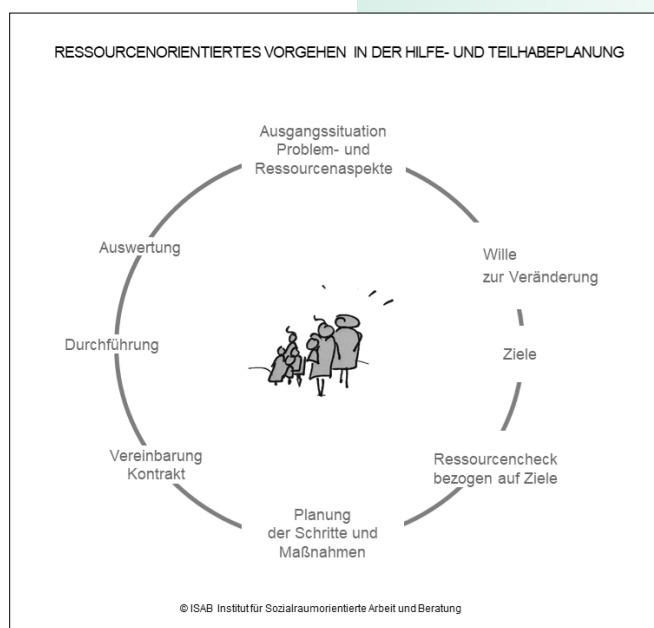 RESSOURCENORIENTIERTES VORGEHEN IN DER HILFE- UND TEILHABEPLANUNG
Ausgangssituation
Problem- und
Ressourcenaspekte
Wille
zur Veränderung
Ziele
Ressourcencheck
bezogen auf Ziele
Planung
der Schritte und
Maßnahmen
Vereinbarung
Kontrakt
Durchführung
Auswertung
© ISAB Institut für Sozialraumorientierte Arbeit und Beratung